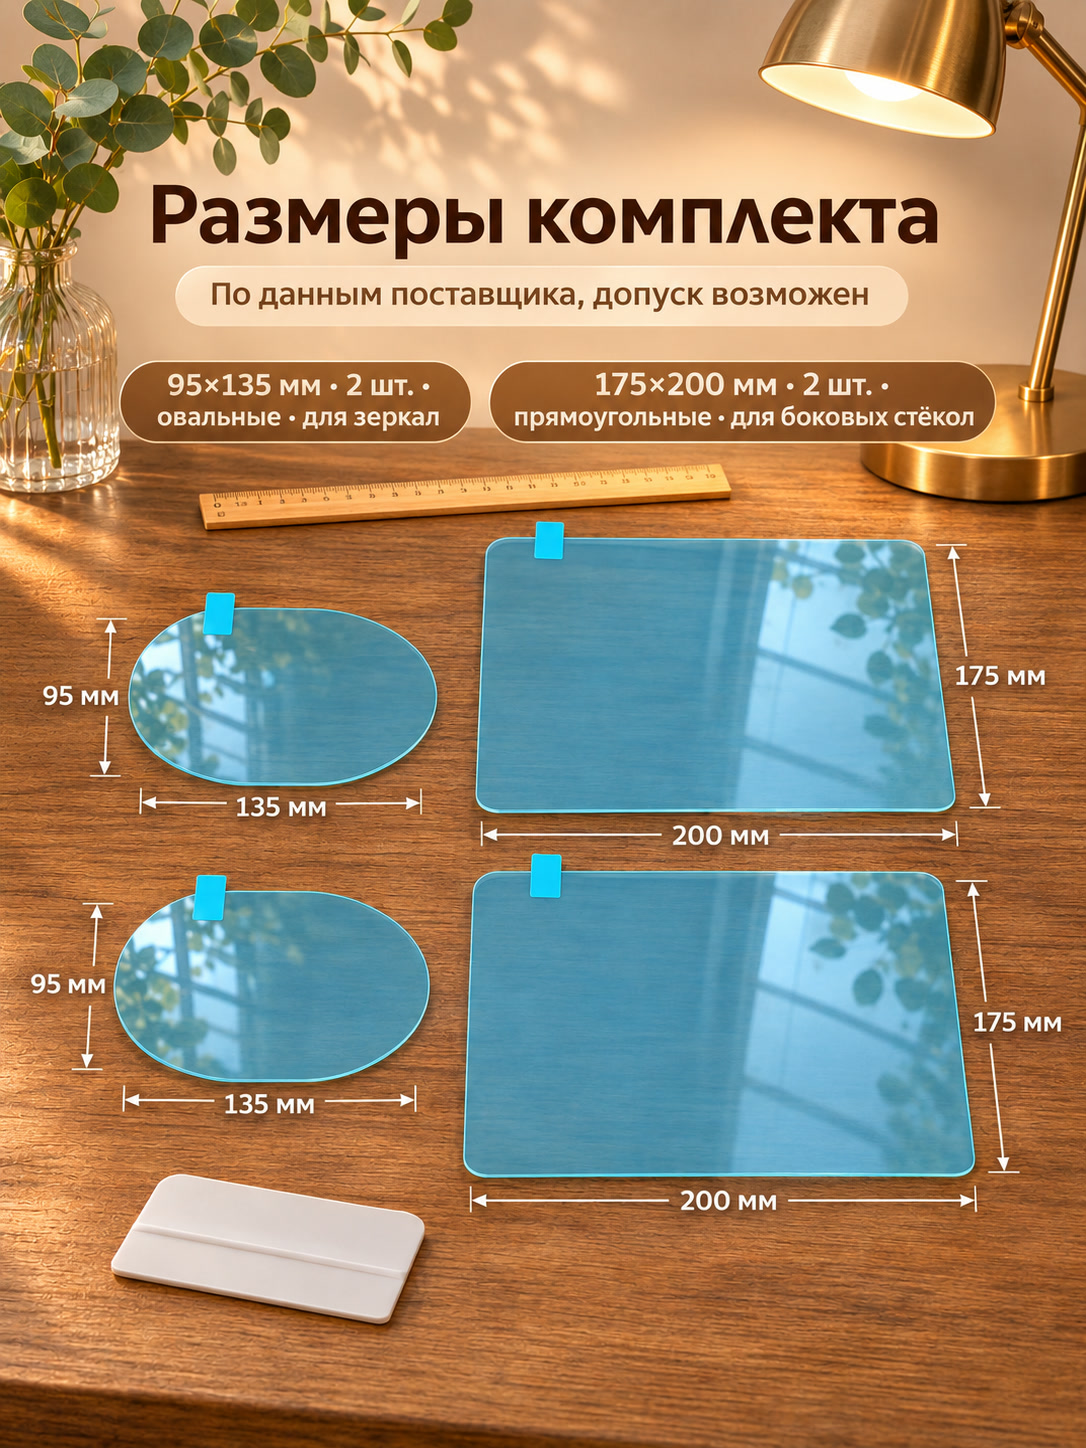 Размеры комплекта
По данным поставщика, допуск возможен
95×135 мм • 2 шт. •
овальные • для зеркал
175×200 мм • 2 шт. •
прямоугольные • для боковых стёкол
95 мм
135 мм
175 мм
200 мм
95 мм
135 мм
175 мм
200 мм